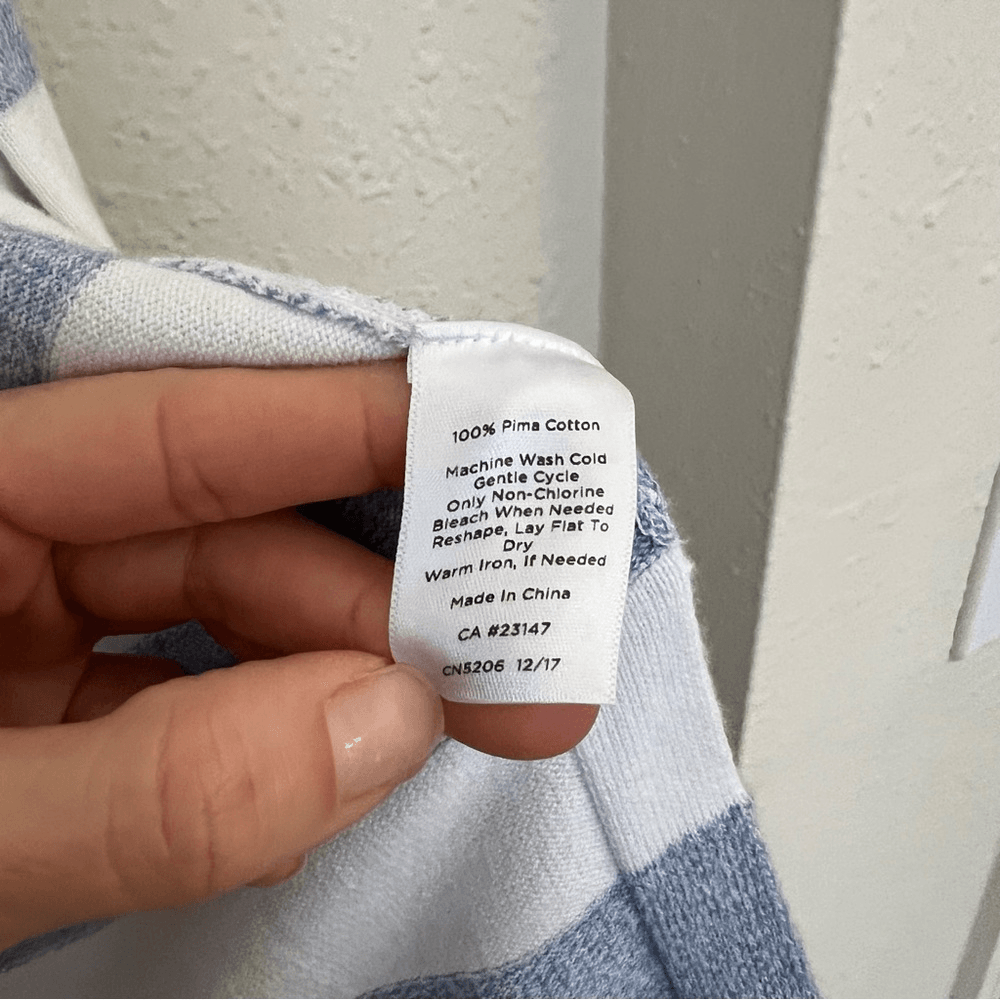 100% Pima Cotton
Machine Wash Cold
Gentle Cycle
Only Non-Chlorine
Bleach When Needed
Reshape, Lay Flat To
Dry
Warm Iron, If Needed
Made In China
CA #23147
CN5206 12/17